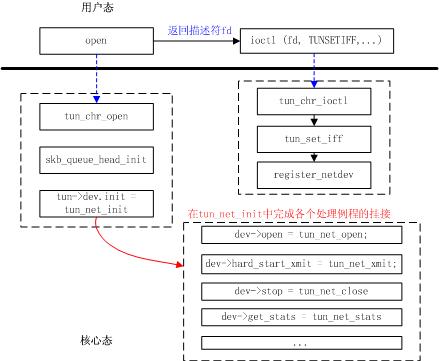 用户态
open
返回描述符fd
ioctl (fd, TUNSETIFF,...)
tun_chr_open
skb_queue_head_init
tun->dev.init =
tun_net_init
tun_chr_ioctl
tun_set_iff
register_netdev
在tun_net_init中完成各个处理例程的挂接
dev->open = tun_net_open;
dev->hard_start_xmit = tun_net_xmit;
dev->stop = tun_net_close
dev->get_stats = tun_net_stats
...
核心态